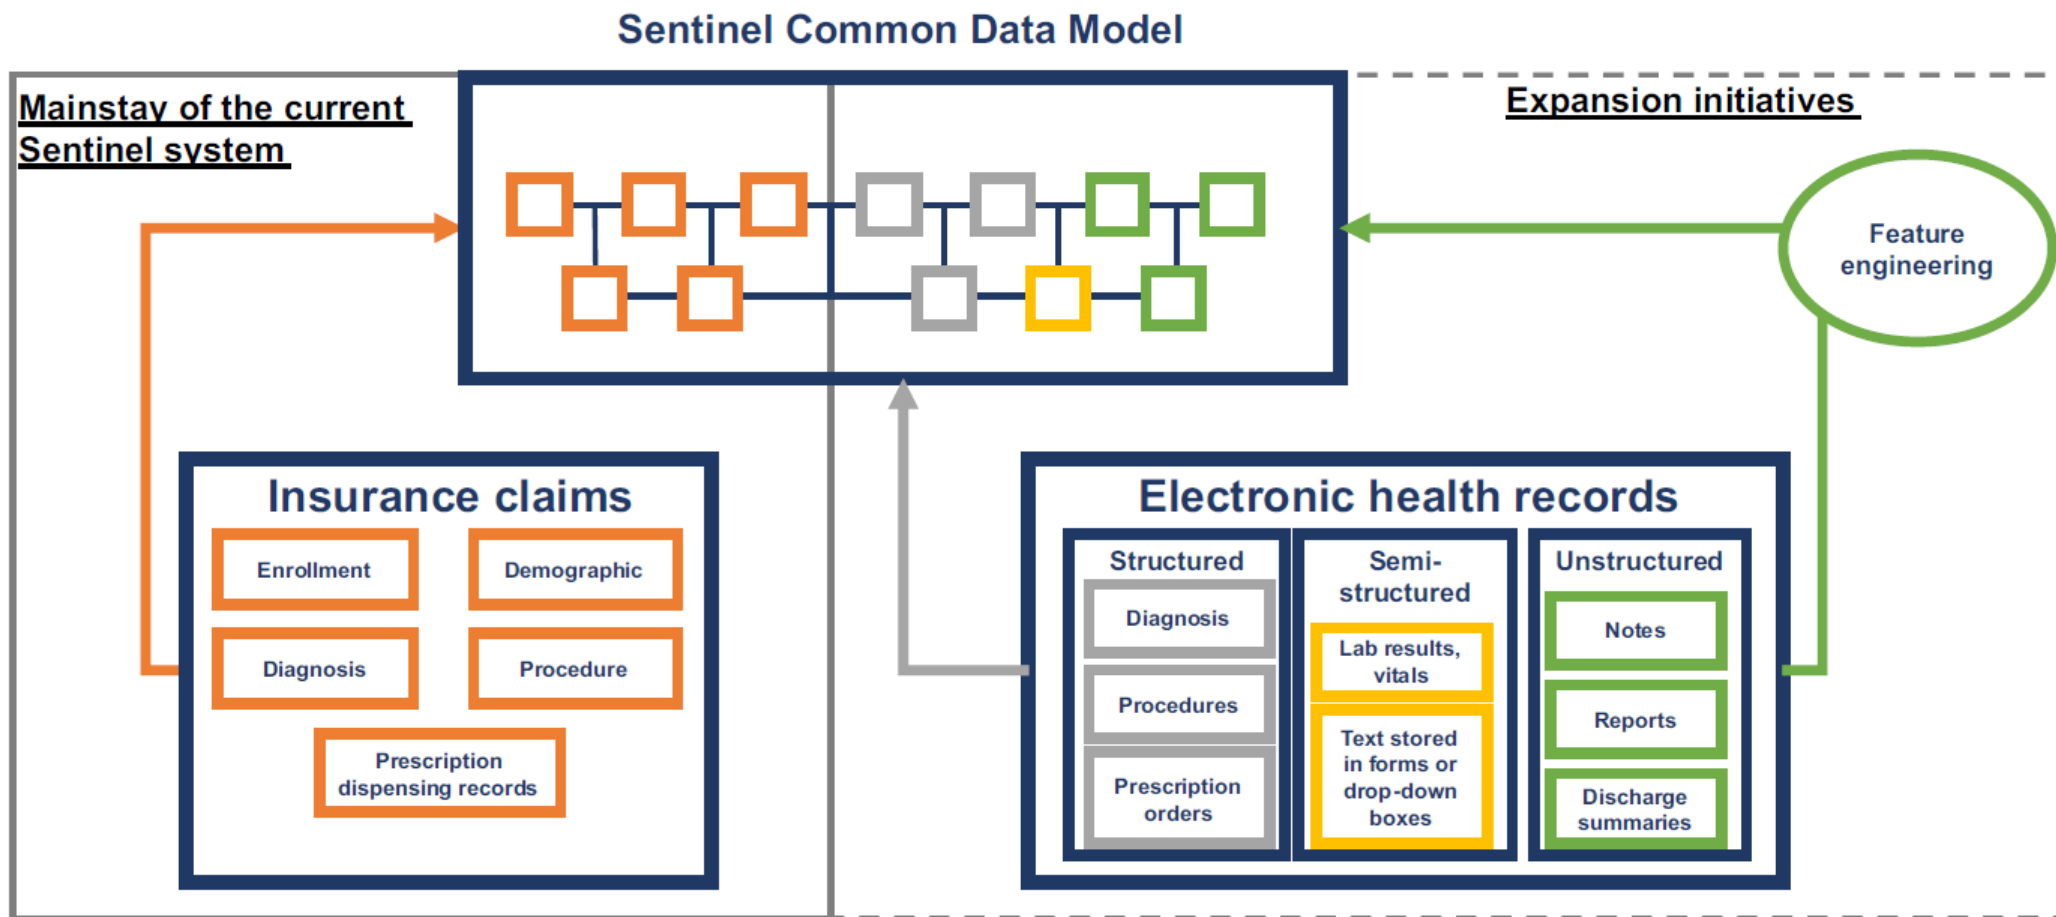 Sentinel Common Data Model
Mainstay of the current
Sentinel system
Expansion initiatives
Feature
engineering
Insurance claims
Enrollment
Demographic
Diagnosis
Procedure
Prescription
dispensing records
Electronic health records
Structured
Diagnosis
Procedures
Prescription
orders
Semi-
structured
Lab results,
vitals
Text stored
in forms or
drop-down
boxes
Unstructured
Notes
Reports
Discharge
summaries